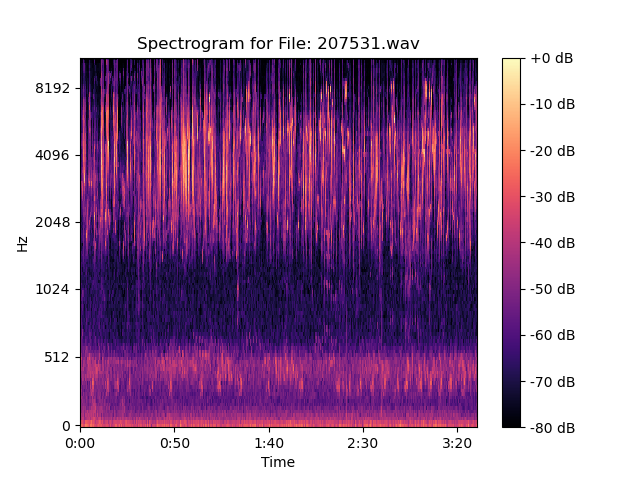 Spectrogram for File: 207531.wav
Hz
8192
4096
2048
1024
512
0
0:00
0:50
1:40
2:30
3:20
Time
+0 dB
-10 dB
-20 dB
-30 dB
-40 dB
-50 dB
-60 dB
-70 dB
-80 dB